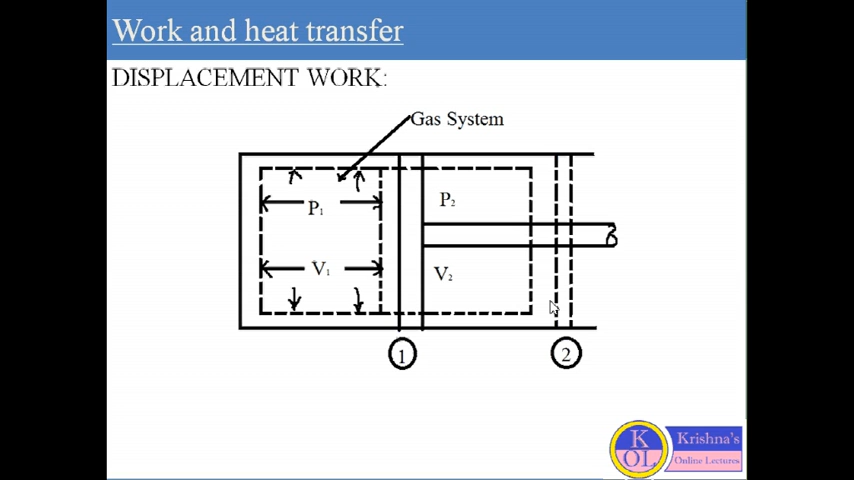 Work and heat transfer
DISPLACEMENT WORK:
Gas System
P₁
P₂
V₁
V₂
1
2
K
OL
Krishna's
Online Lectures